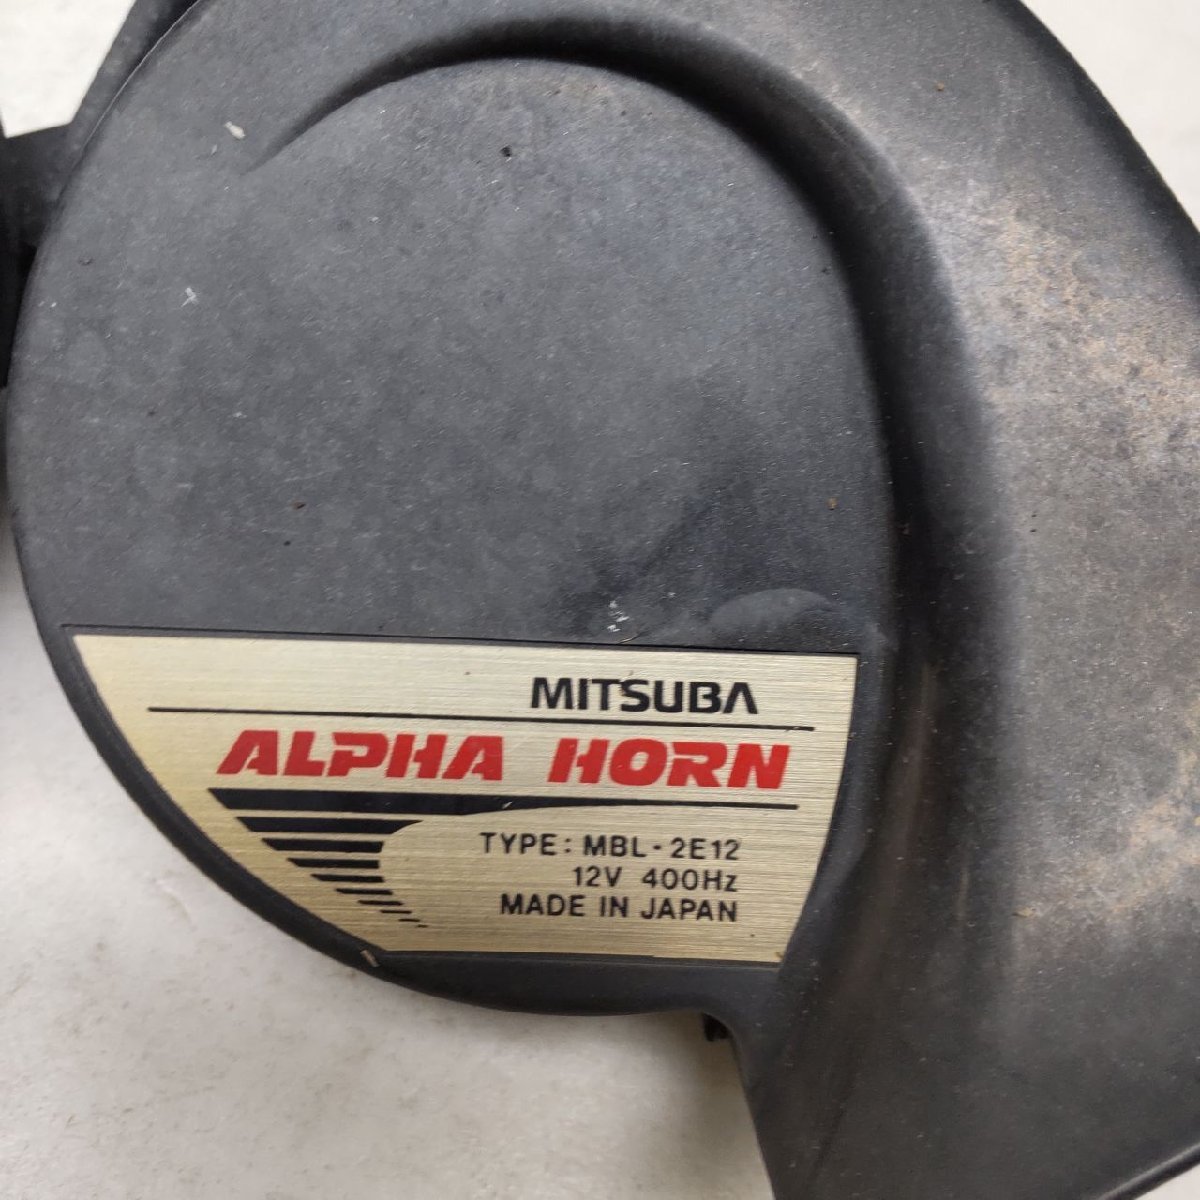 MITSUBA
ALPHA HORN
TYPE: MBL-2E12
12V 400Hz
MADE IN JAPAN